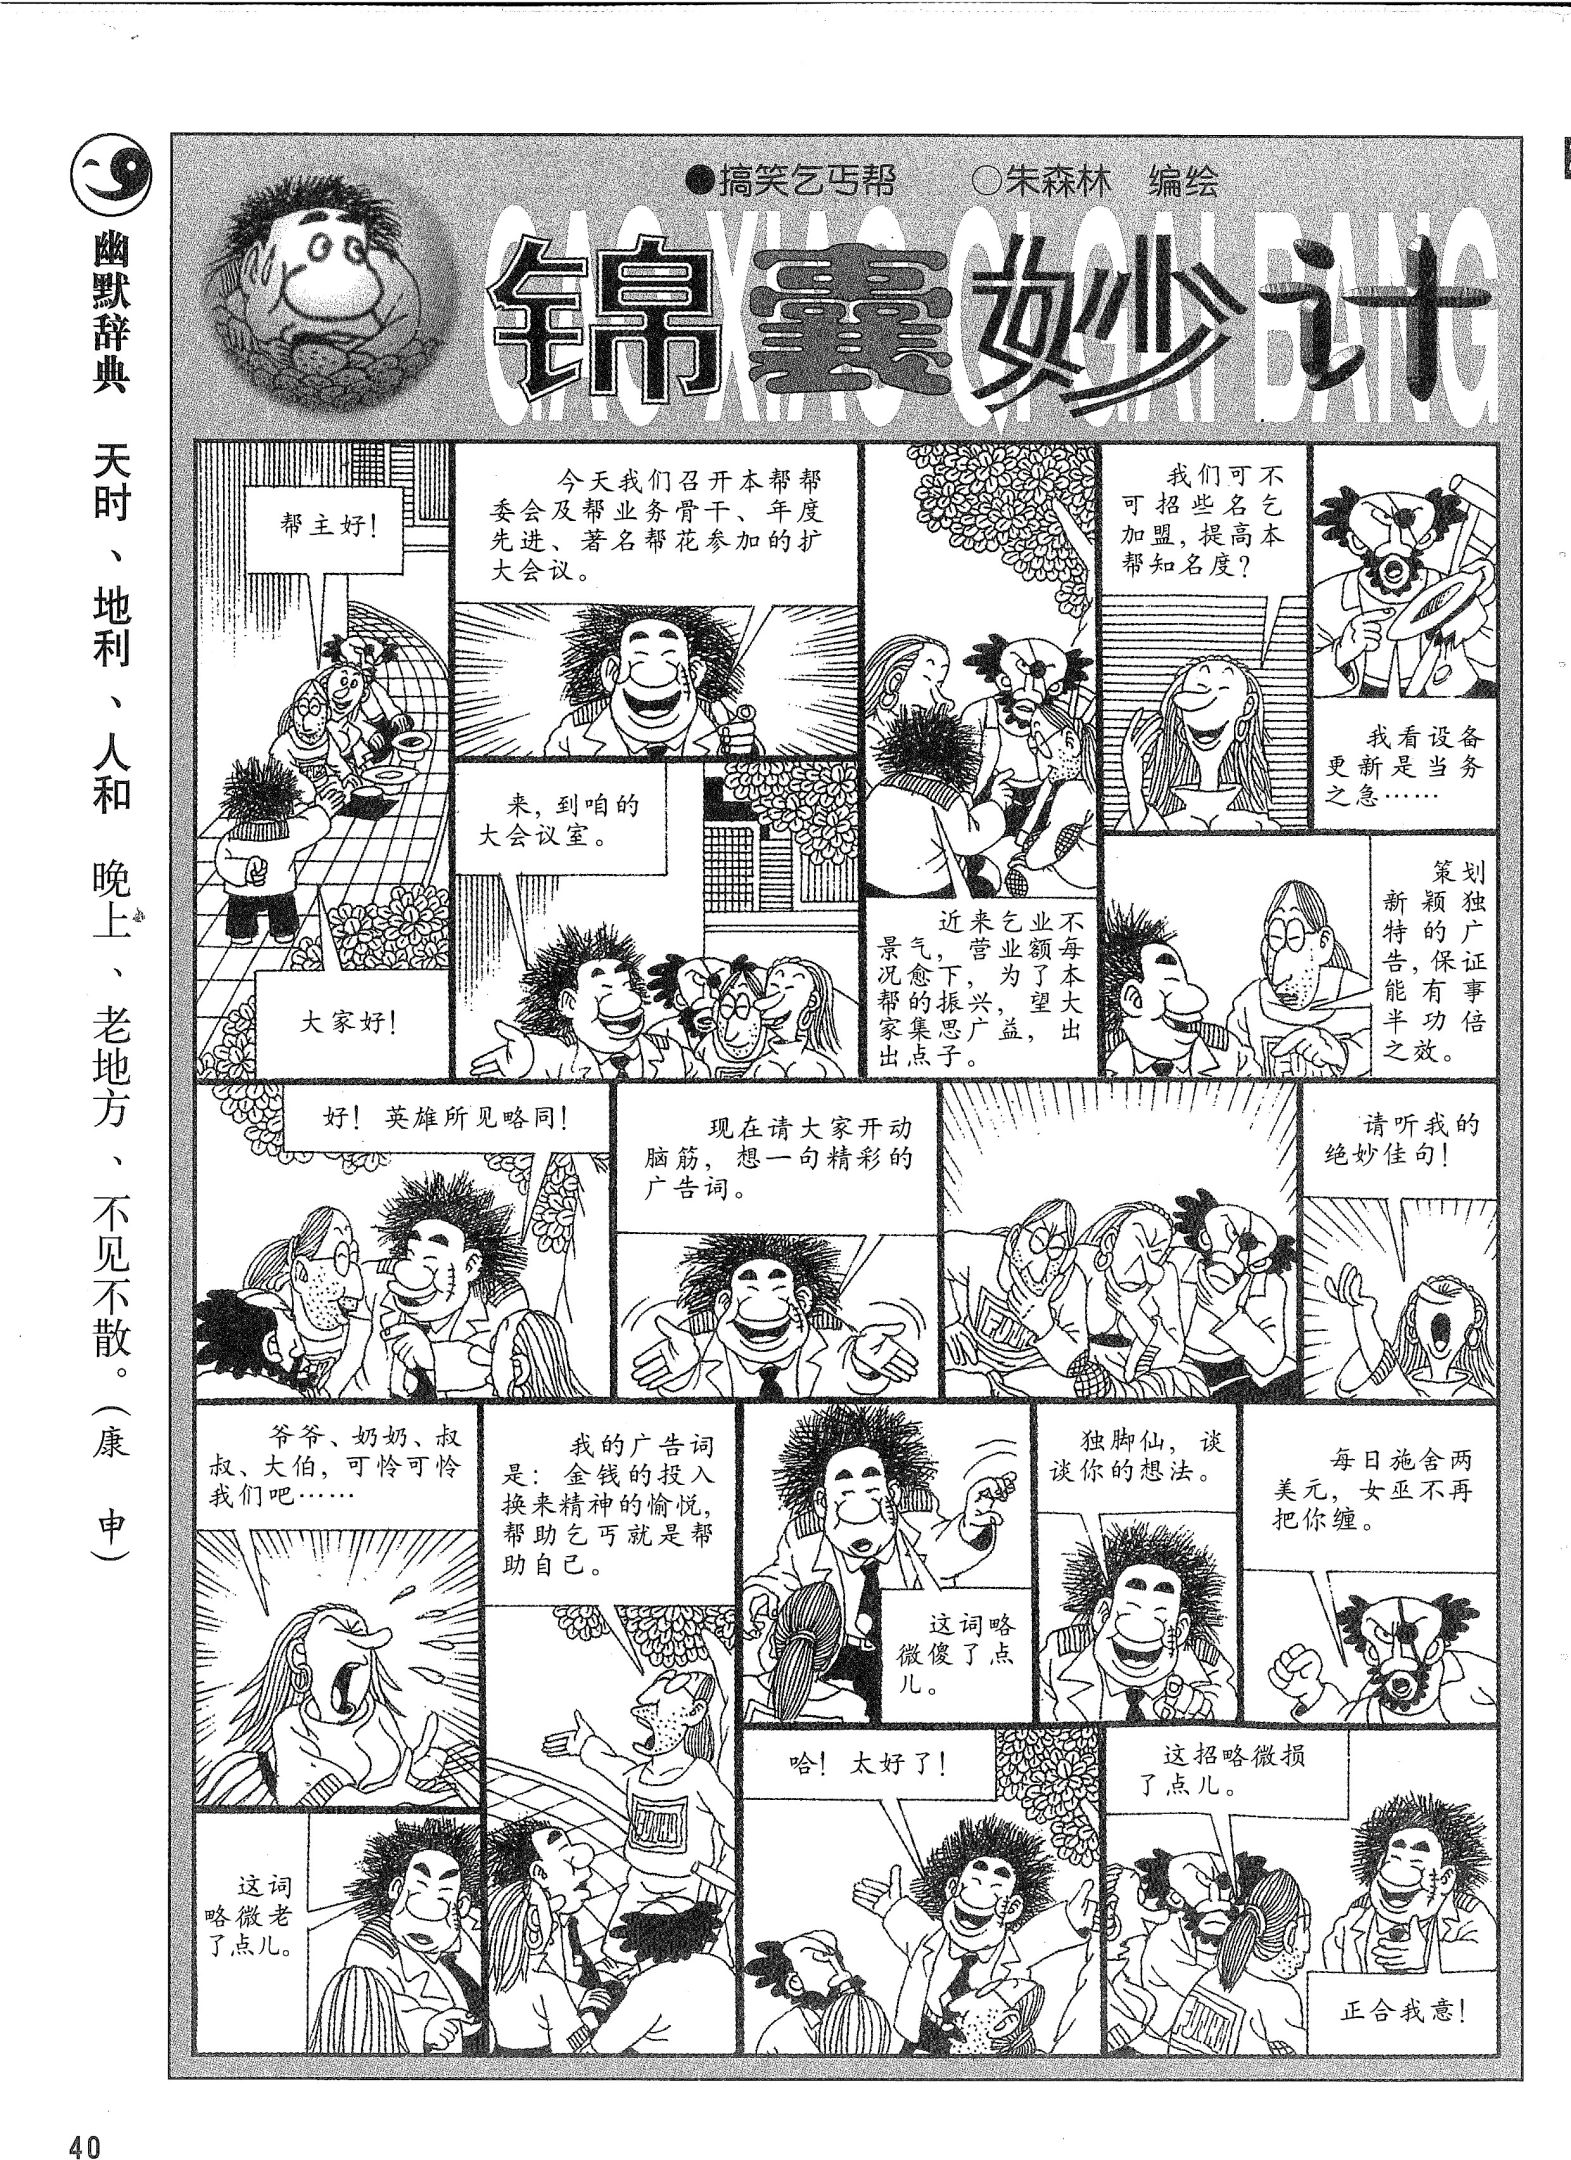 ●搞笑乞丐帮 ○朱森林 编绘
GAO XIAO QI GAI BANG
锦囊妙计
幽默辞典 天时、地利、人和 晚上、老地方、不见不散。(康 申)
帮主好!
大家好!
今天我们召开本帮帮
委会及帮业务骨干、年度
先进、著名帮花参加的扩
大会议。
来,到咱的
大会议室。
近来乞业不
景气,营业额每
况愈下,为了本
帮的振兴,望大
家集思广益,出
出点子。
我们可不
可招些名乞
加盟,提高本
帮知名度?
我看设备
更新是当务
之急……
策划
新颖独
特的广
告,保证
能有事
半功倍
之效。
好!英雄所见略同!
现在请大家开动
脑筋,想一句精彩的
广告词。
请听我的
绝妙佳句!
爷爷、奶奶、叔
叔、大伯,可怜可怜
我们吧……
这词
略微老
了点儿。
我的广告词
是:金钱的投入
换来精神的愉悦,
帮助乞丐就是帮
助自己。
这词略
微傻了点
儿。
独脚仙,谈
谈你的想法。
每日施舍两
美元,女巫不再
把你缠。
哈!太好了!
这招略微损
了点儿。
正合我意!
40